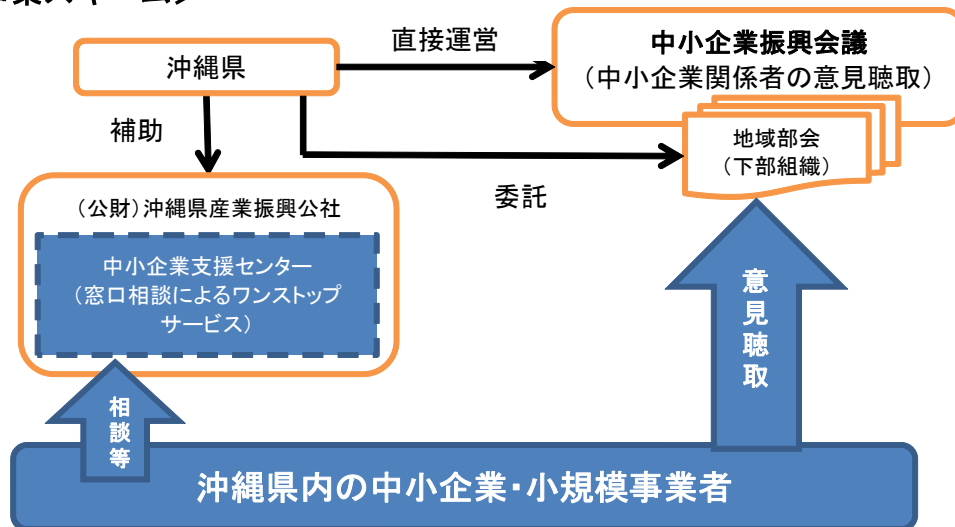 沖縄県
直接運営
中小企業振興会議
（中小企業関係者の意見聴取）
補助
地域部会
（下部組織）
委託
（公財）沖縄県産業振興公社
中小企業支援センター
（窓口相談によるワンストップ
サービス）
意見聴取
相談等
沖縄県内の中小企業・小規模事業者